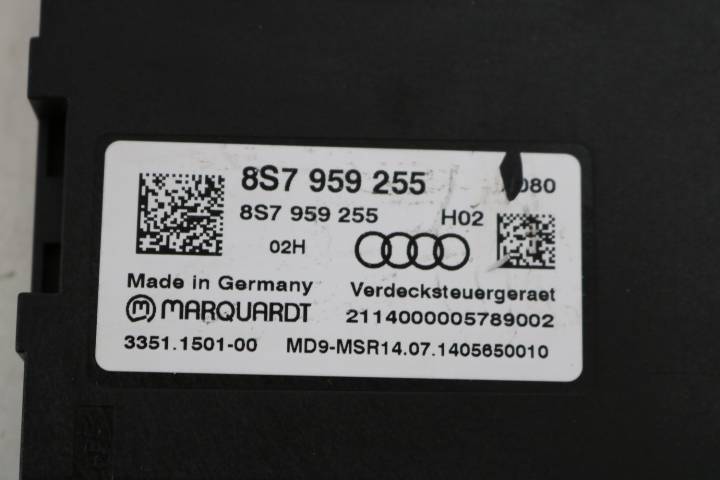 8S7 959 255
8S7 959 255 H02
02H
Made in Germany Verdecksteuergeraet
MARQUARDT 2114000005789002
3351.1501-00 MD9-MSR14.07.1405650010